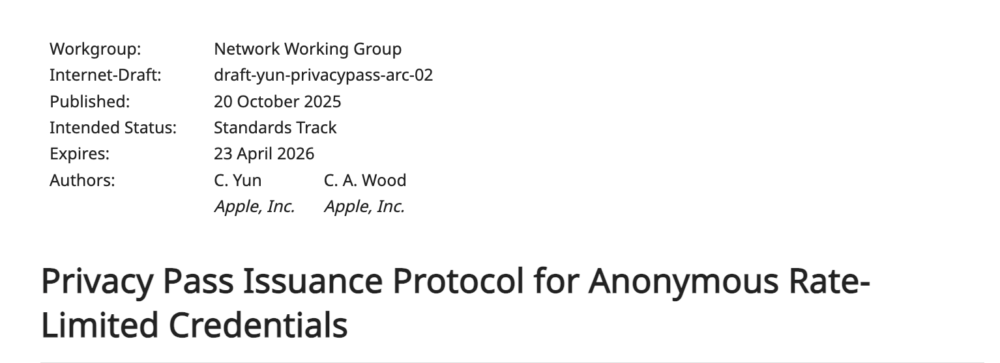 Workgroup: Network Working Group
Internet-Draft: draft-yun-privacypass-arc-02
Published: 20 October 2025
Intended Status: Standards Track
Expires: 23 April 2026
Authors: C. Yun C. A. Wood
Apple, Inc. Apple, Inc.
Privacy Pass Issuance Protocol for Anonymous Rate-
Limited Credentials